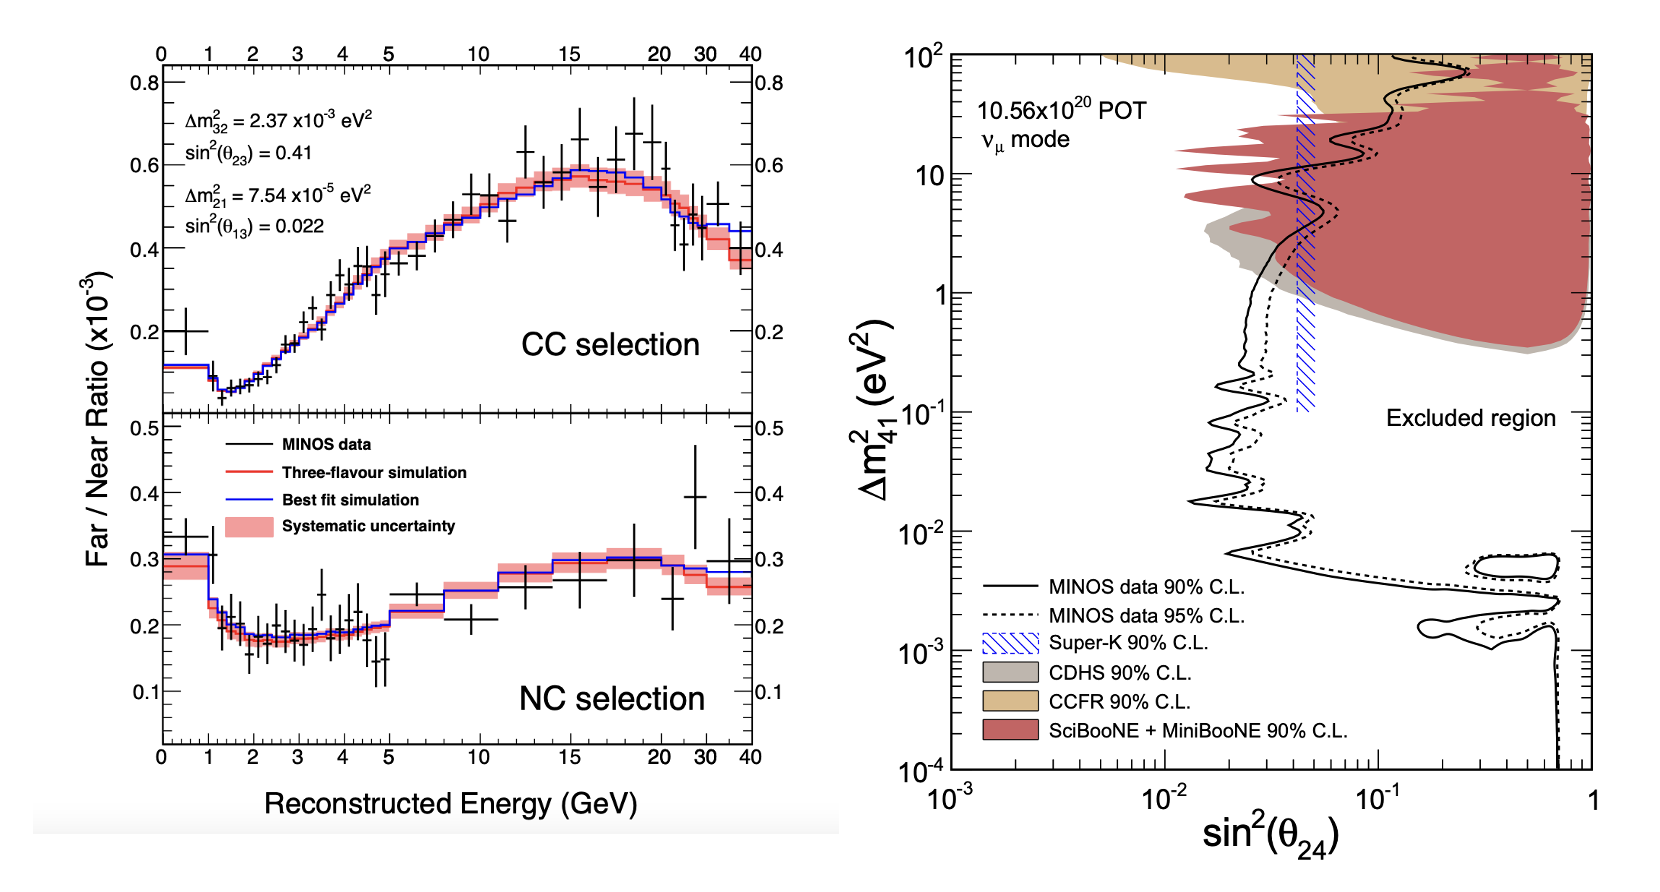 0 1 2 3 4 5 10 15 20 30 40
0.8 0.8
Δm²₃₂ = 2.37 x10⁻³ eV²
sin²(θ₂₃) = 0.41
0.6 0.6
Δm²₂₁ = 7.54 x10⁻⁵ eV²
sin²(θ₁₃) = 0.022
0.4 0.4
0.2 0.2
CC selection
Far / Near Ratio (x10⁻³)
0.5 0.5
MINOS data
Three-flavour simulation
Best fit simulation
Systematic uncertainty
0.4 0.4
0.3 0.3
0.2 0.2
0.1 0.1
NC selection
0 1 2 3 4 5 10 15 20 30 40
Reconstructed Energy (GeV)
10²
10.56x10²⁰ POT
νμ mode
10
1
10⁻¹
Excluded region
10⁻²
10⁻³
10⁻⁴
Δm²₄₁ (eV²)
MINOS data 90% C.L.
MINOS data 95% C.L.
Super-K 90% C.L.
CDHS 90% C.L.
CCFR 90% C.L.
SciBooNE + MiniBooNE 90% C.L.
10⁻³ 10⁻² 10⁻¹ 1
sin²(θ₂₄)